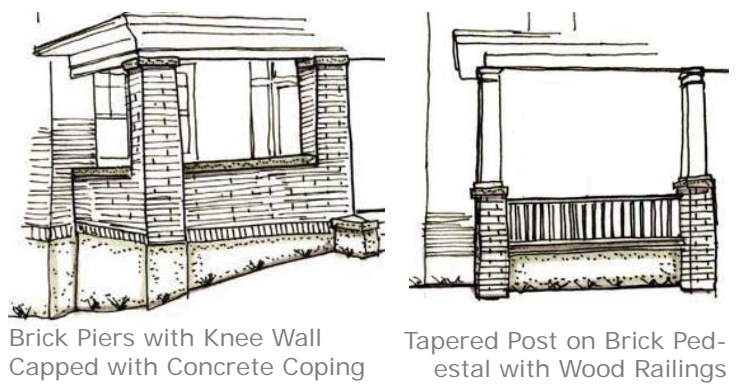 Brick Piers with Knee Wall
Capped with Concrete Coping
Tapered Post on Brick Ped-
estal with Wood Railings